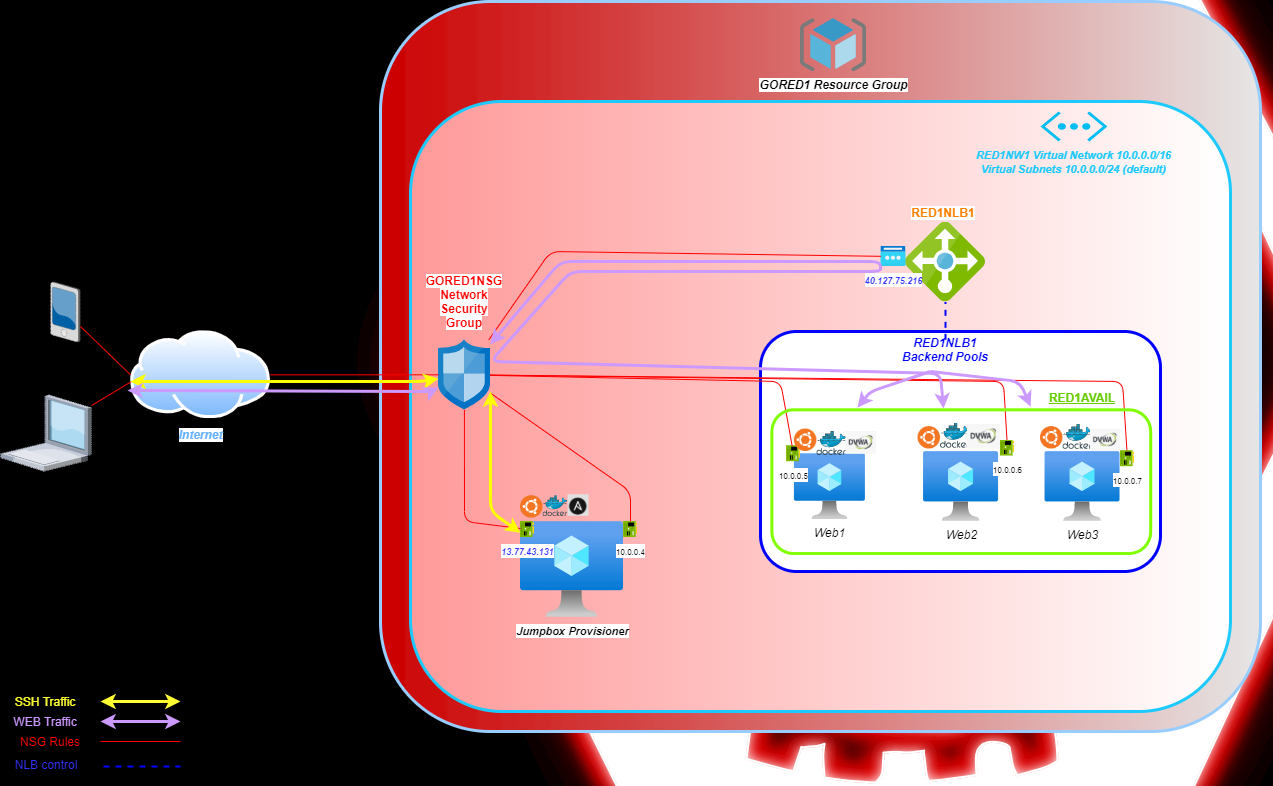 GORED1 Resource Group
RED1NW1 Virtual Network 10.0.0.0/16
Virtual Subnets 10.0.0.0/24 (default)
RED1NLB1
40.127.75.216
GORED1NSG
Network
Security
Group
RED1NLB1
Backend Pools
RED1AVAIL
docker
DVWA
docker
DVWA
docker
DVWA
10.0.0.5
10.0.0.6
10.0.0.7
Web1
Web2
Web3
Internet
docker
13.77.43.131
10.0.0.4
Jumpbox Provisioner
SSH Traffic
WEB Traffic
NSG Rules
NLB control